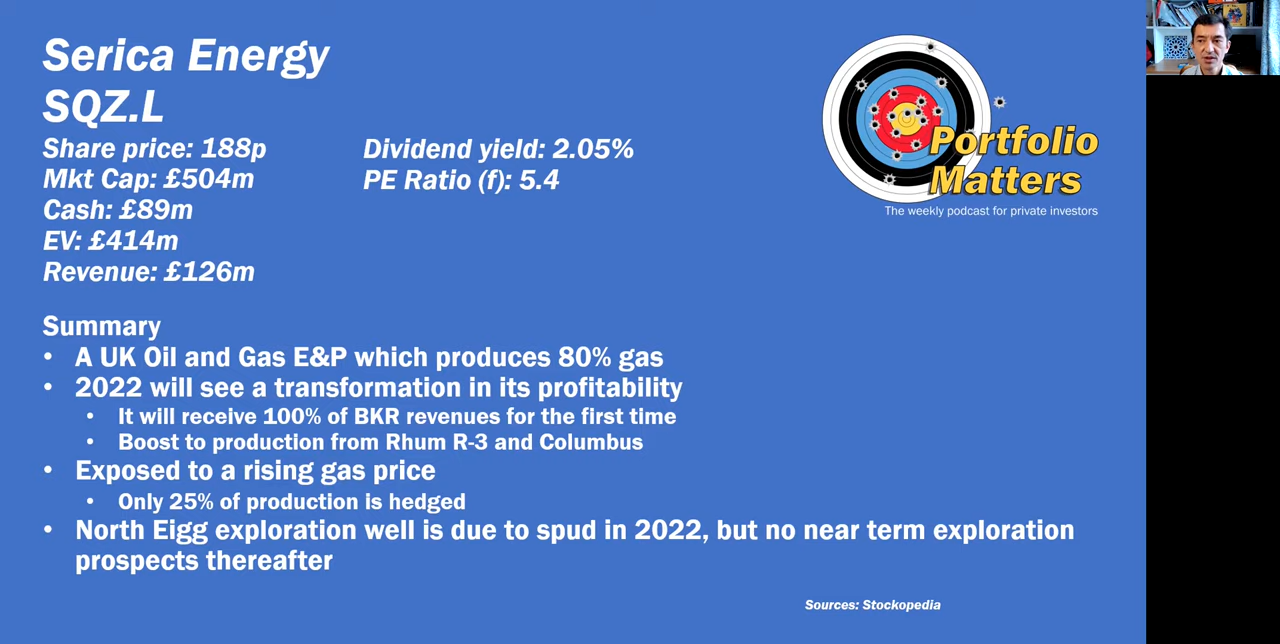 Serica Energy
SQZ.L
Share price: 188p
Mkt Cap: £504m
Cash: £89m
EV: £414m
Revenue: £126m
Dividend yield: 2.05%
PE Ratio (f): 5.4
Portfolio
Matters
The weekly podcast for private investors
Summary
• A UK Oil and Gas E&P which produces 80% gas
• 2022 will see a transformation in its profitability
• It will receive 100% of BKR revenues for the first time
• Boost to production from Rhum R-3 and Columbus
• Exposed to a rising gas price
• Only 25% of production is hedged
• North Eigg exploration well is due to spud in 2022, but no near term exploration
prospects thereafter
Sources: Stockopedia